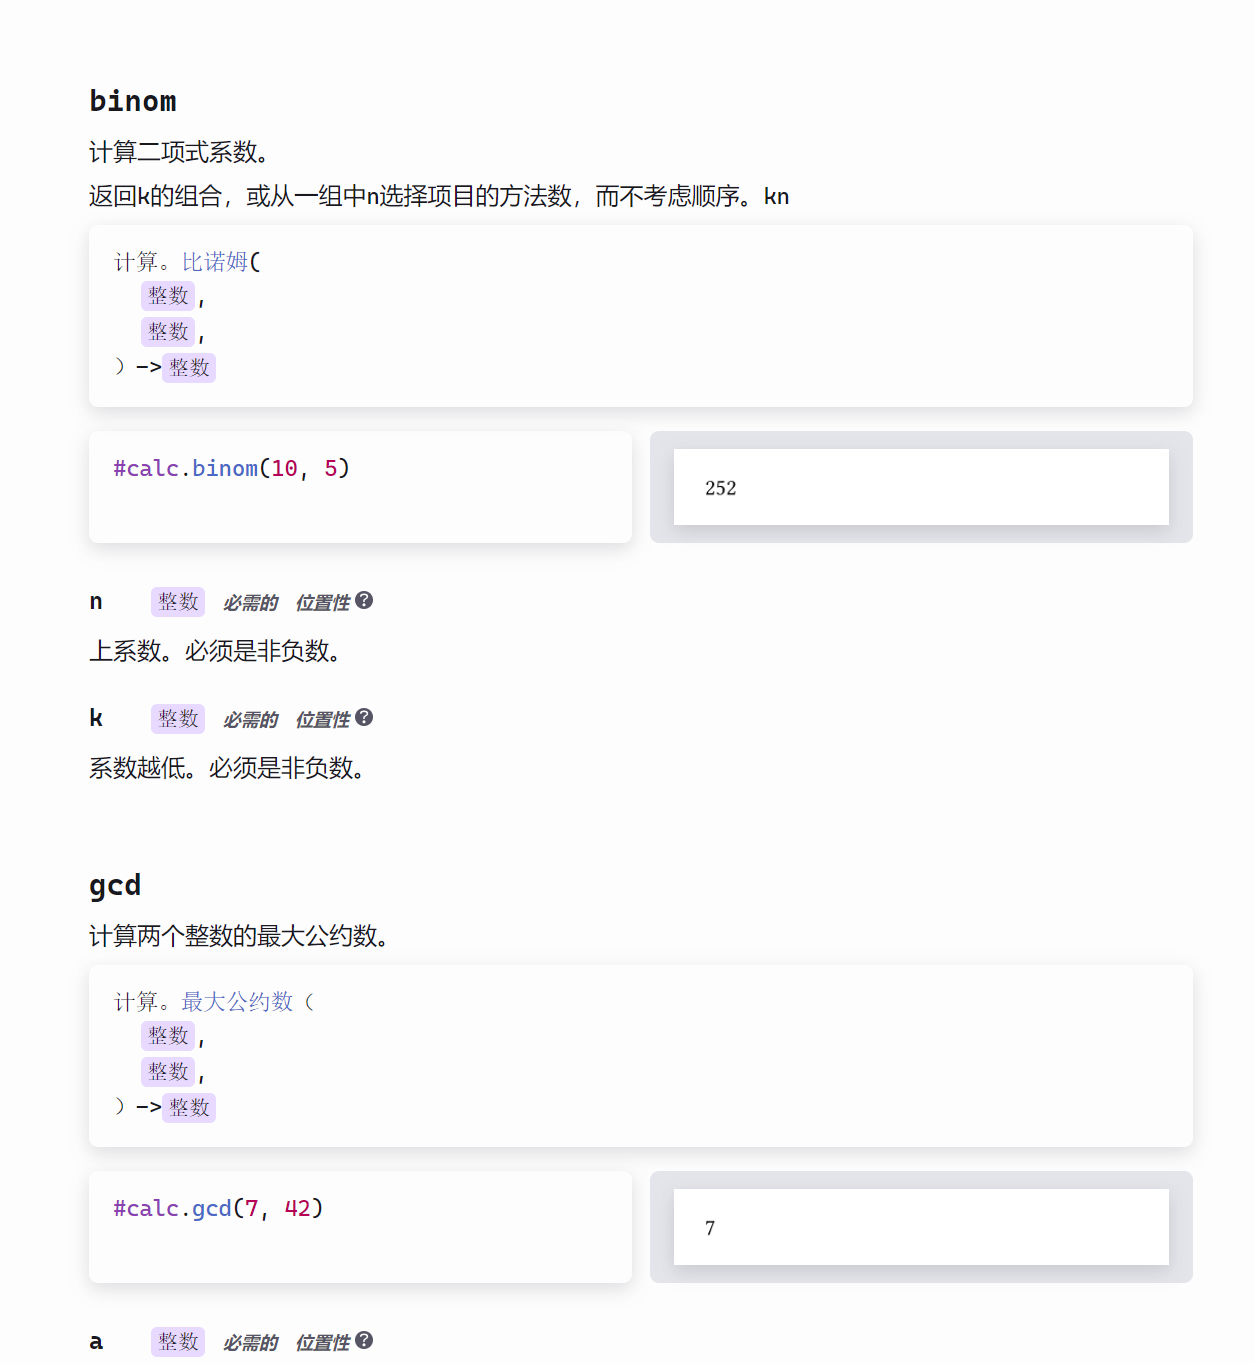 binom
计算二项式系数。
返回k的组合，或从一组中n选择项目的方法数，而不考虑顺序。kn
计算。比诺姆(
整数,
整数,
）->整数
#calc.binom(10, 5)
252
n 整数 必需的 位置性 ?
上系数。必须是非负数。
k 整数 必需的 位置性 ?
系数越低。必须是非负数。
gcd
计算两个整数的最大公约数。
计算。最大公约数（
整数,
整数,
）->整数
#calc.gcd(7, 42)
7
a 整数 必需的 位置性 ?